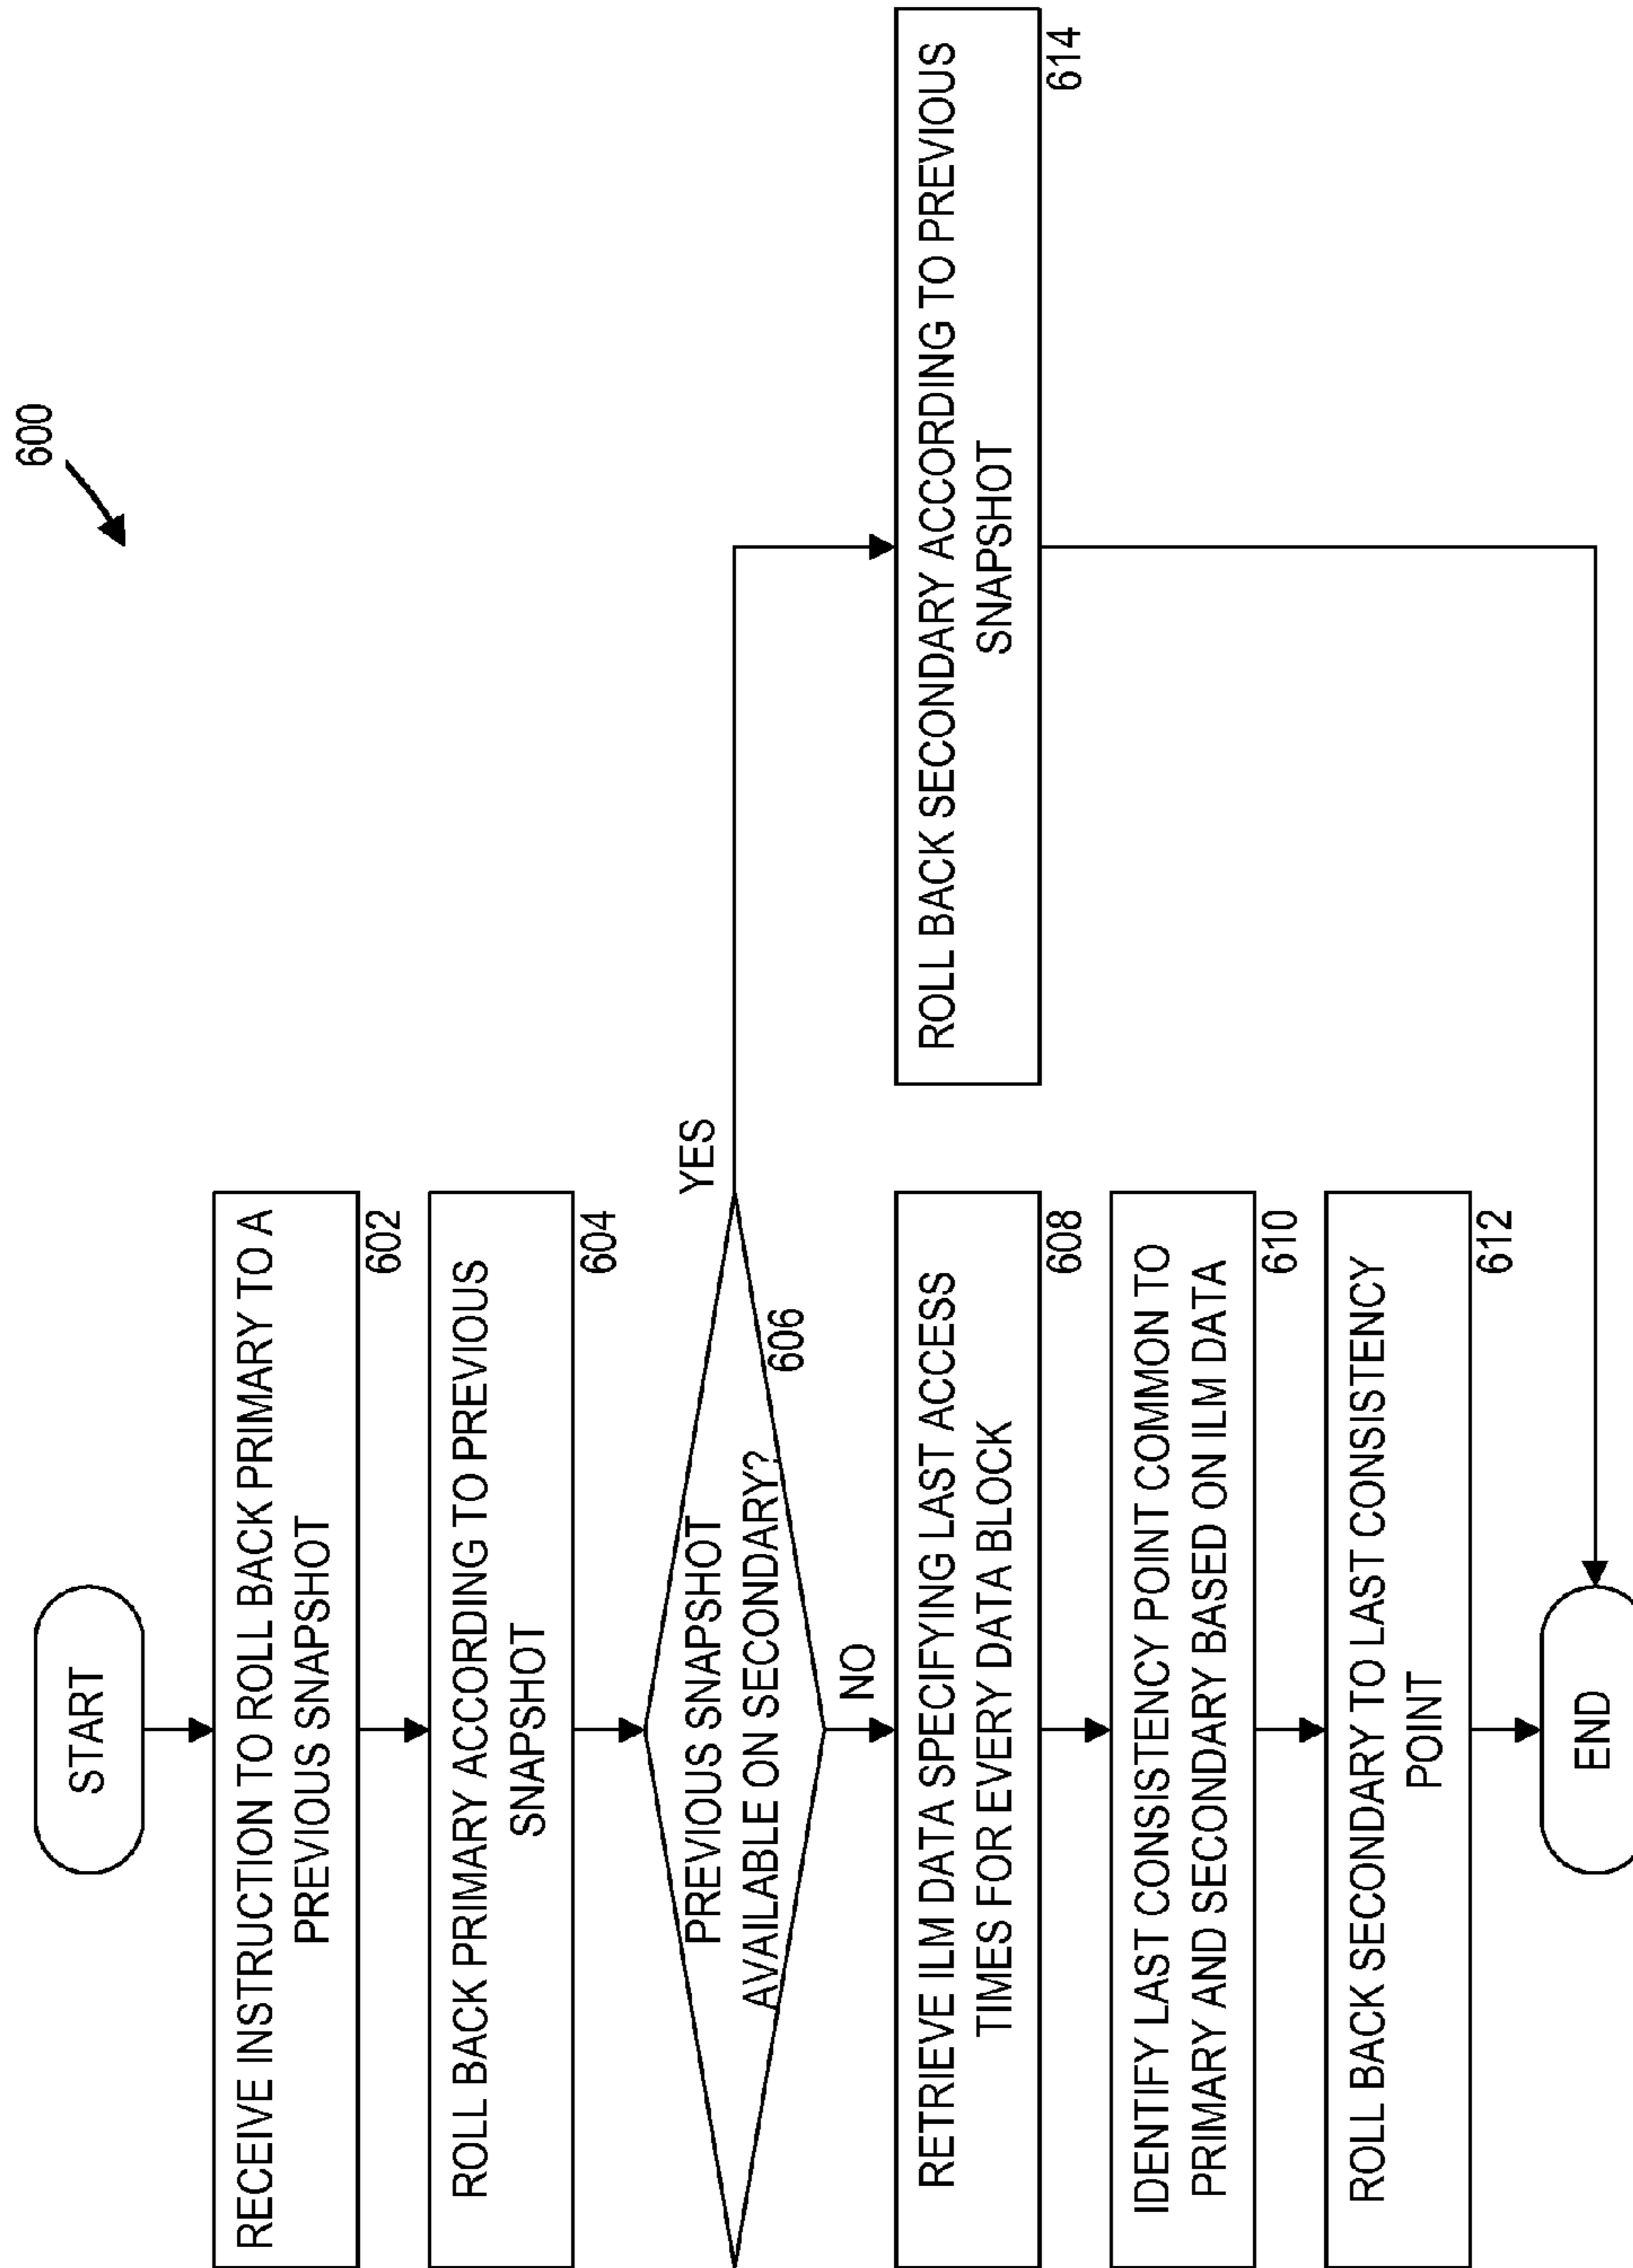 600
START
RECEIVE INSTRUCTION TO ROLL BACK PRIMARY TO A
PREVIOUS SNAPSHOT
602
ROLL BACK PRIMARY ACCORDING TO PREVIOUS
SNAPSHOT
604
PREVIOUS SNAPSHOT
AVAILABLE ON SECONDARY?
606
YES
NO
RETRIEVE ILM DATA SPECIFYING LAST ACCESS
TIMES FOR EVERY DATA BLOCK
608
ROLL BACK SECONDARY ACCORDING TO PREVIOUS
SNAPSHOT
614
IDENTIFY LAST CONSISTENCY POINT COMMON TO
PRIMARY AND SECONDARY BASED ON ILM DATA
610
ROLL BACK SECONDARY TO LAST CONSISTENCY
POINT
612
END